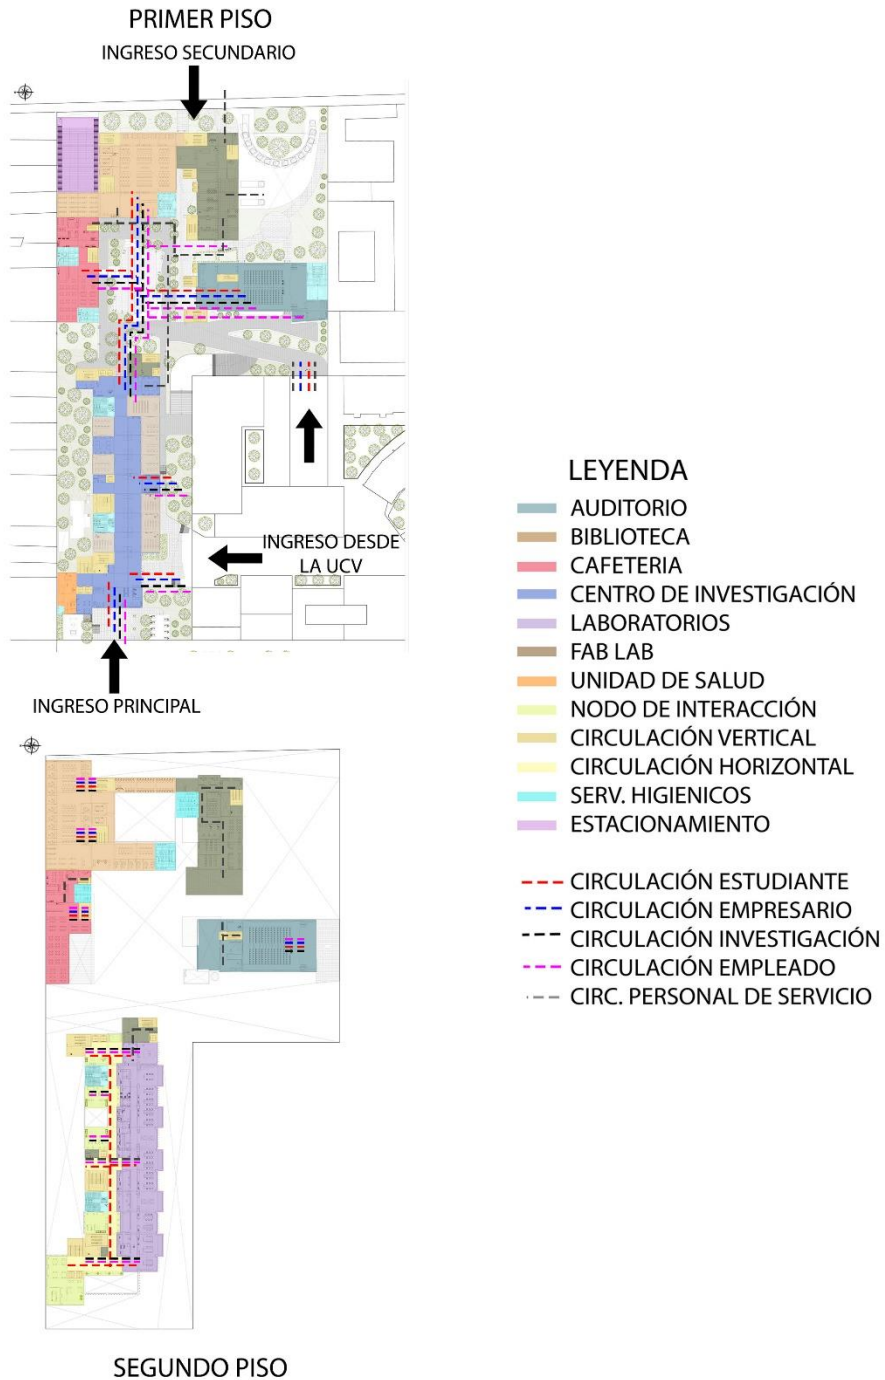 PRIMER PISO
INGRESO SECUNDARIO
INGRESO DESDE
LA UCV
INGRESO PRINCIPAL
LEYENDA
AUDITORIO
BIBLIOTECA
CAFETERIA
CENTRO DE INVESTIGACIÓN
LABORATORIOS
FAB LAB
UNIDAD DE SALUD
NODO DE INTERACCIÓN
CIRCULACIÓN VERTICAL
CIRCULACIÓN HORIZONTAL
SERV. HIGIENICOS
ESTACIONAMIENTO
CIRCULACIÓN ESTUDIANTE
CIRCULACIÓN EMPRESARIO
CIRCULACIÓN INVESTIGACIÓN
CIRCULACIÓN EMPLEADO
CIRC. PERSONAL DE SERVICIO
SEGUNDO PISO